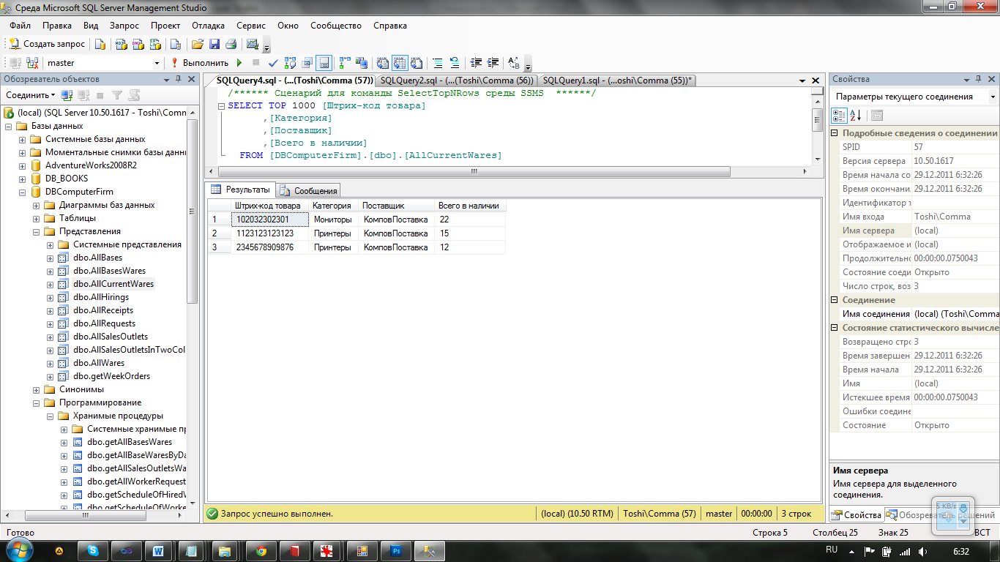 Среда Microsoft SQL Server Management Studio
Файл Правка Вид Запрос Проект Отладка Сервис Окно Сообщество Справка
Создать запрос
master Выполнить
Обозреватель объектов
Соединить
(local) (SQL Server 10.50.1617 - Toshi\Comm
Базы данных
Системные базы данных
Моментальные снимки базы данн
AdventureWorks2008R2
DB_BOOKS
DBComputerFirm
Диаграммы баз данных
Таблицы
Представления
Системные представления
dbo.AllBases
dbo.AllBasesWares
dbo.AllCurrentWares
dbo.AllHirings
dbo.AllReceipts
dbo.AllRequests
dbo.AllSalesOutlets
dbo.AllSalesOutletsInTwoCol
dbo.AllWares
dbo.getWeekOrders
Синонимы
Программирование
Хранимые процедуры
Системные хранимые пр
dbo.getAllBasesWares
dbo.getAllBaseWaresByDa
dbo.getAllSalesOutletsWa
dbo.getAllWorkerRequest
dbo.getScheduleOfHiredV
dbo.getScheduleOfWorke
SQLQuery4.sql - (...(Toshi\Comma (57)) SQLQuery2.sql - (...(Toshi\Comma (56)) SQLQuery1.sql - (...oshi\Comma (55))*
/****** Сценарий для команды SelectTopNRows среды SSMS ******/
SELECT TOP 1000 [Штрих-код товара]
,[Категория]
,[Поставщик]
,[Всего в наличии]
FROM [DBComputerFirm].[dbo].[AllCurrentWares]
Результаты Сообщения
Штрих-код товара Категория Поставщик Всего в наличии
1 102032302301 Мониторы КомповПоставка 22
2 1123123123123 Принтеры КомповПоставка 15
3 2345678909876 Принтеры КомповПоставка 12
Запрос успешно выполнен. (local) (10.50 RTM) Toshi\Comma (57) master 00:00:00 3 строк
Свойства
Параметры текущего соединения
Подробные сведения о соединении
SPID 57
Версия сервера 10.50.1617
Время начала со 29.12.2011 6:32:26
Время окончани 29.12.2011 6:32:26
Идентификатор т
Имя входа Toshi\Comma
Имя сервера (local)
Отображаемое и (local)
Продолжительно 00:00:00.0750043
Состояние соеди Открыто
Число строк, воз 3
Соединение
Имя соединения (local) (Toshi\Comma
Состояние статистического вычисле
Возвращено стро 3
Время завершен 29.12.2011 6:32:26
Время начала 29.12.2011 6:32:26
Имя (local)
Истекшее время 00:00:00.0750043
Ошибки соедине
Состояние Открыто
Имя сервера
Имя сервера для выделенного
соединения.
5 KB/s
Свойства Обозреватель решений
Готово Строка 5 Столбец 25 Знак 25 ВСТ
RU 6:32